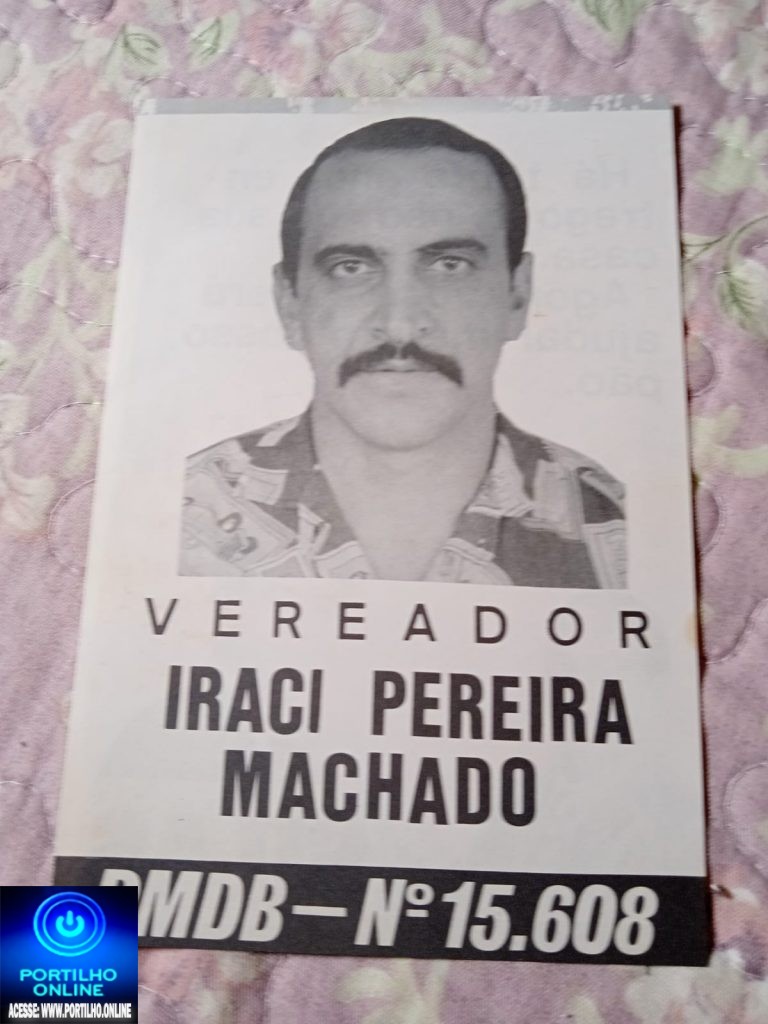 VEREADOR
IRACI PEREIRA
MACHADO
PMDB — Nº 15.608
PORTILHO
ONLINE
ACESSE: WWW.PORTILHO.ONLINE